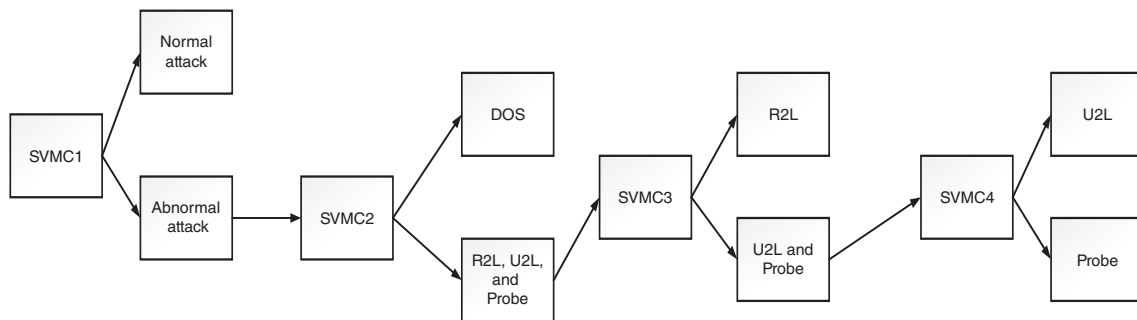 SVMC1
Normal
attack
Abnormal
attack
SVMC2
DOS
R2L, U2L,
and
Probe
SVMC3
R2L
U2L and
Probe
SVMC4
U2L
Probe